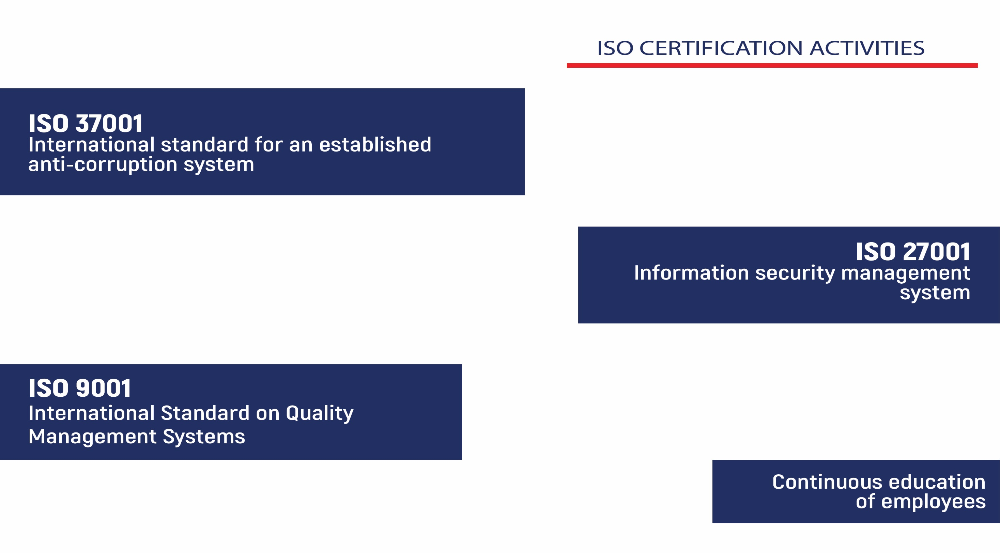 ISO CERTIFICATION ACTIVITIES
ISO 37001
International standard for an established
anti-corruption system
ISO 27001
Information security management
system
ISO 9001
International Standard on Quality
Management Systems
Continuous education
of employees